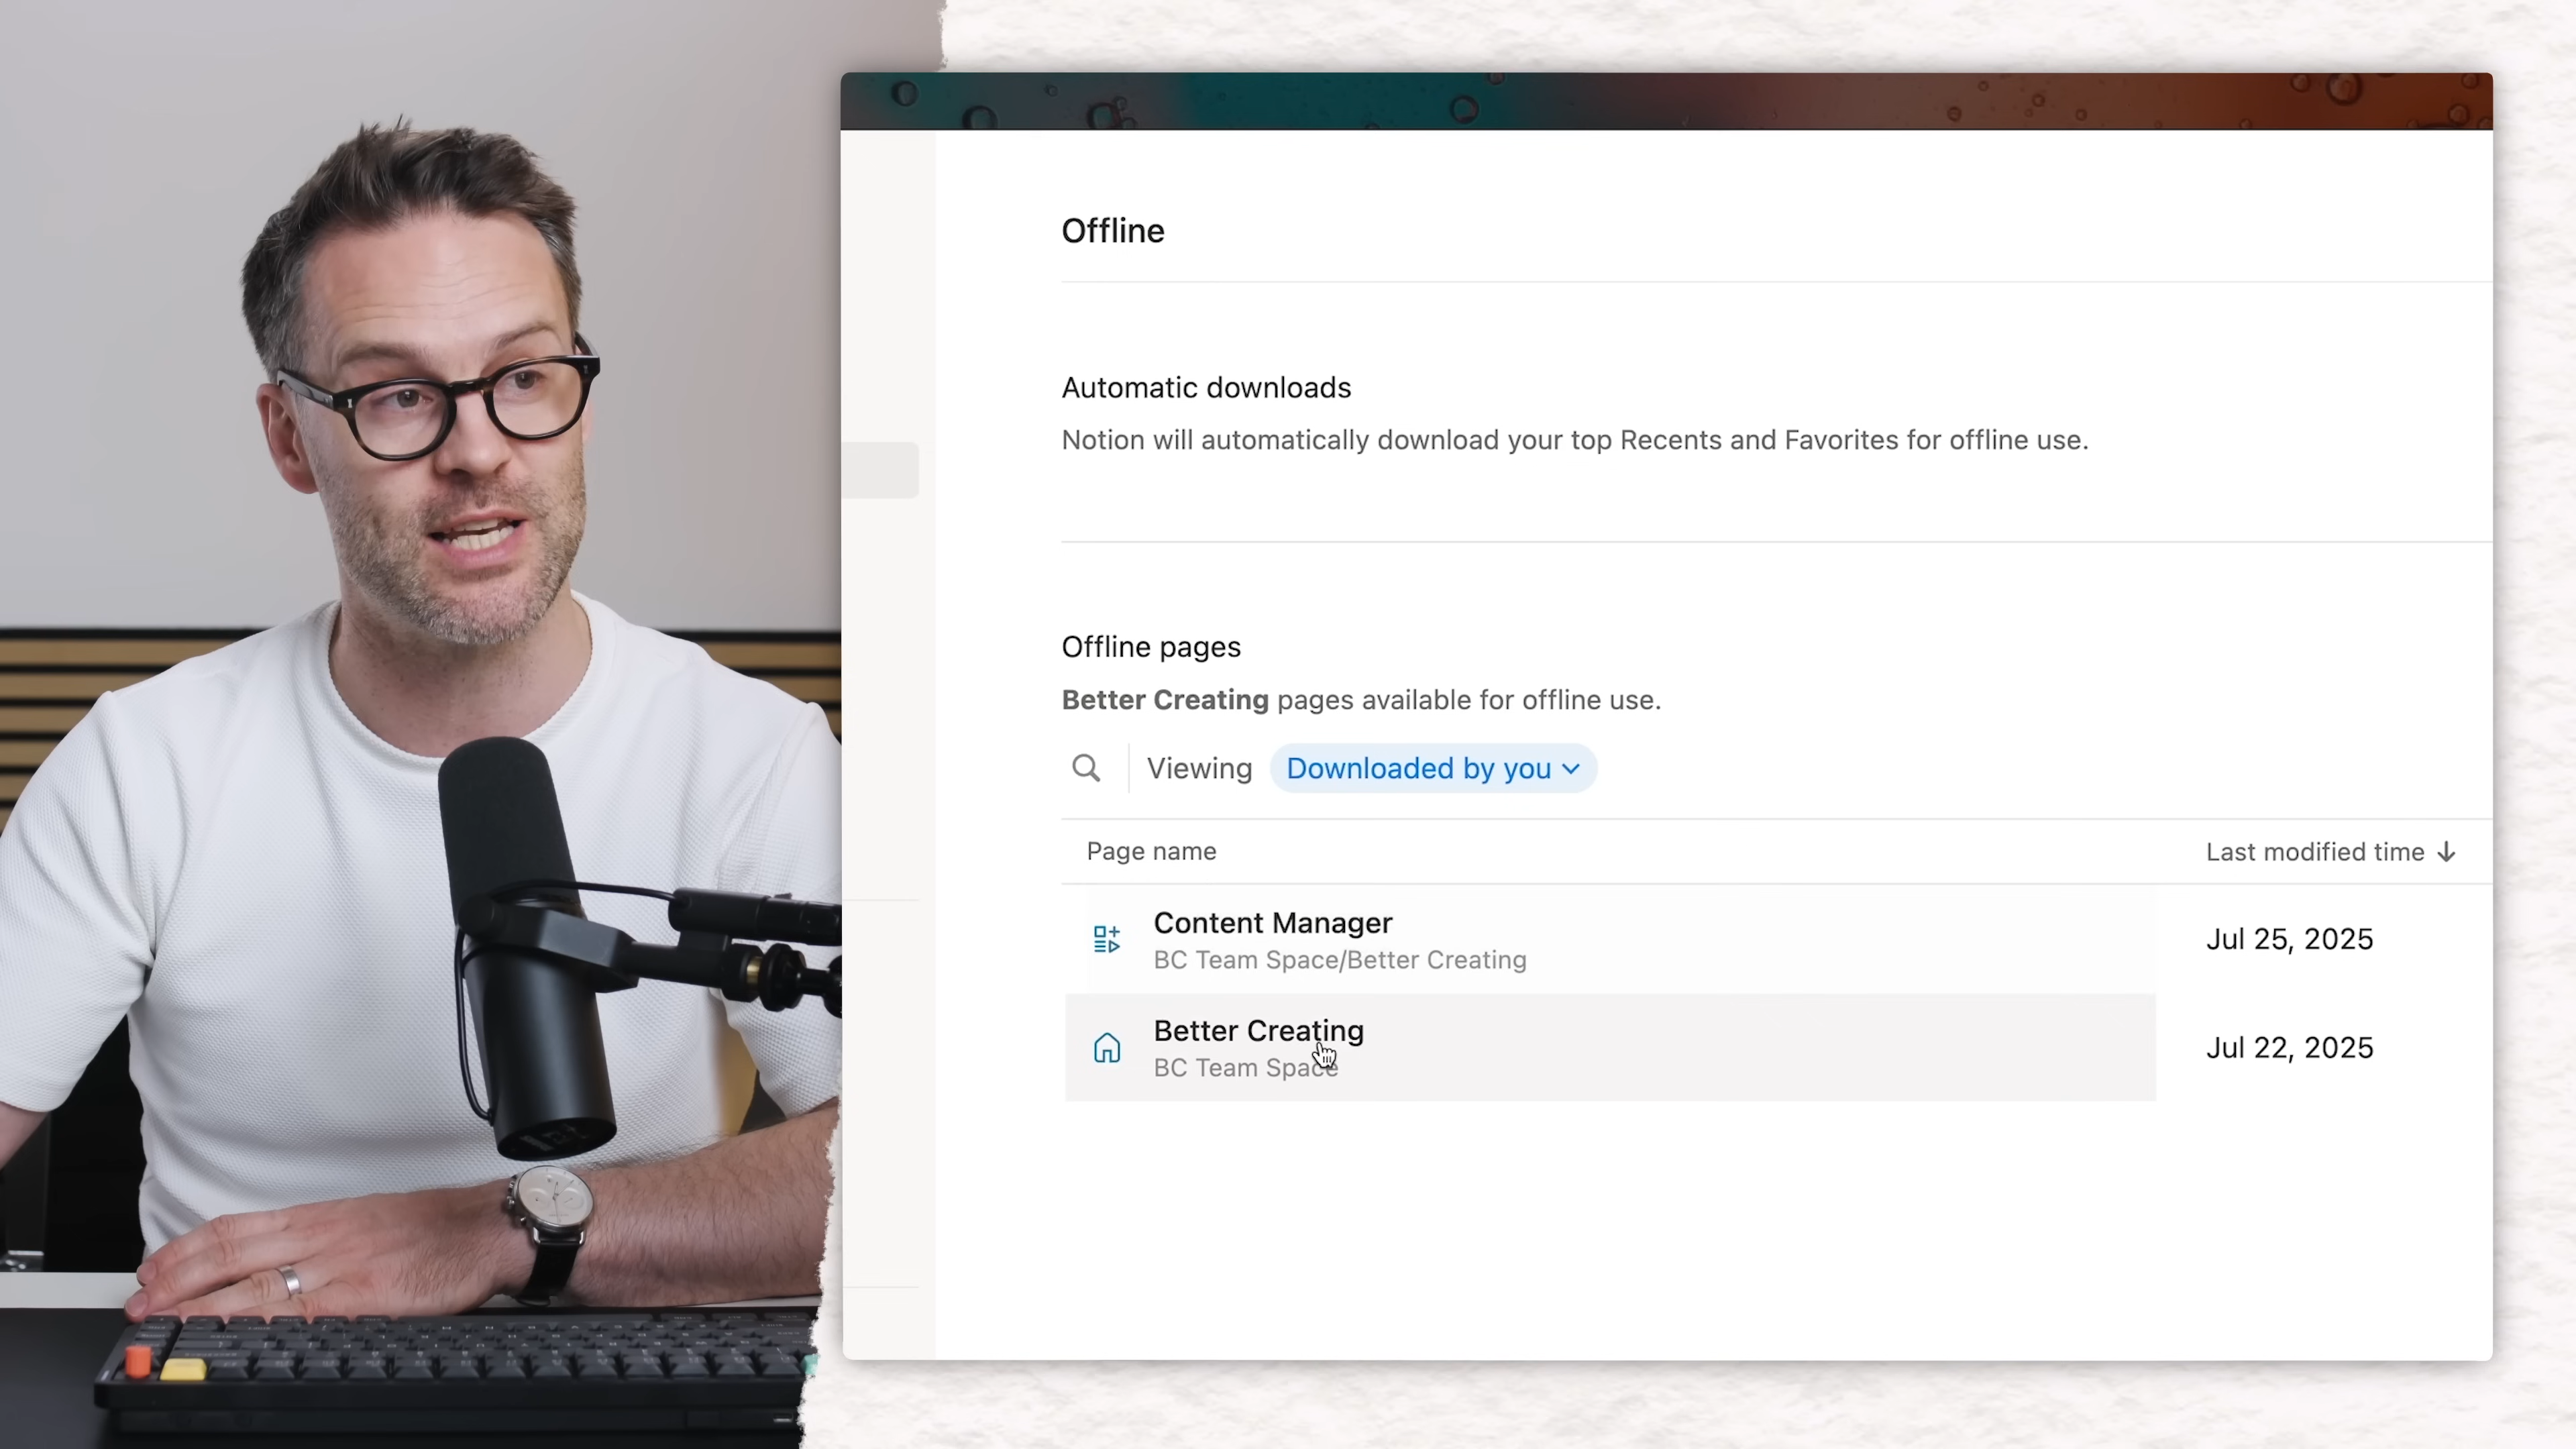 Offline
Automatic downloads
Notion will automatically download your top Recents and Favorites for offline use.
Offline pages
Better Creating pages available for offline use.
Viewing Downloaded by you
Page name Last modified time
Content Manager
BC Team Space/Better Creating
Jul 25, 2025
Better Creating
BC Team Space
Jul 22, 2025